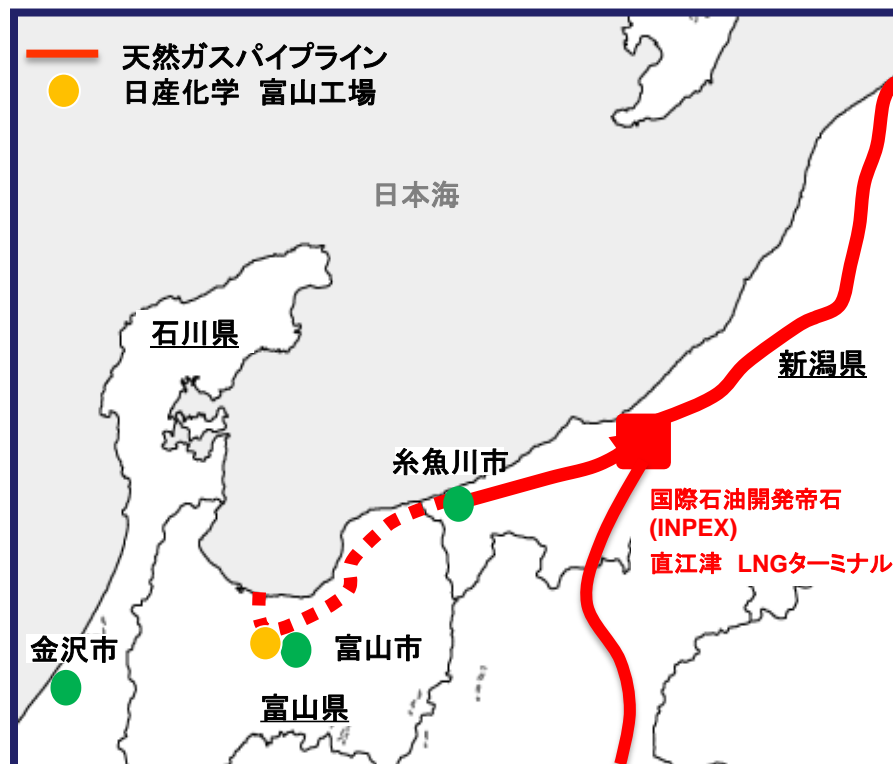 天然ガスパイプライン
日産化学　富山工場
日本海
石川県
新潟県
糸魚川市
国際石油開発帝石
(INPEX)
直江津　LNGターミナル
金沢市
富山市
富山県